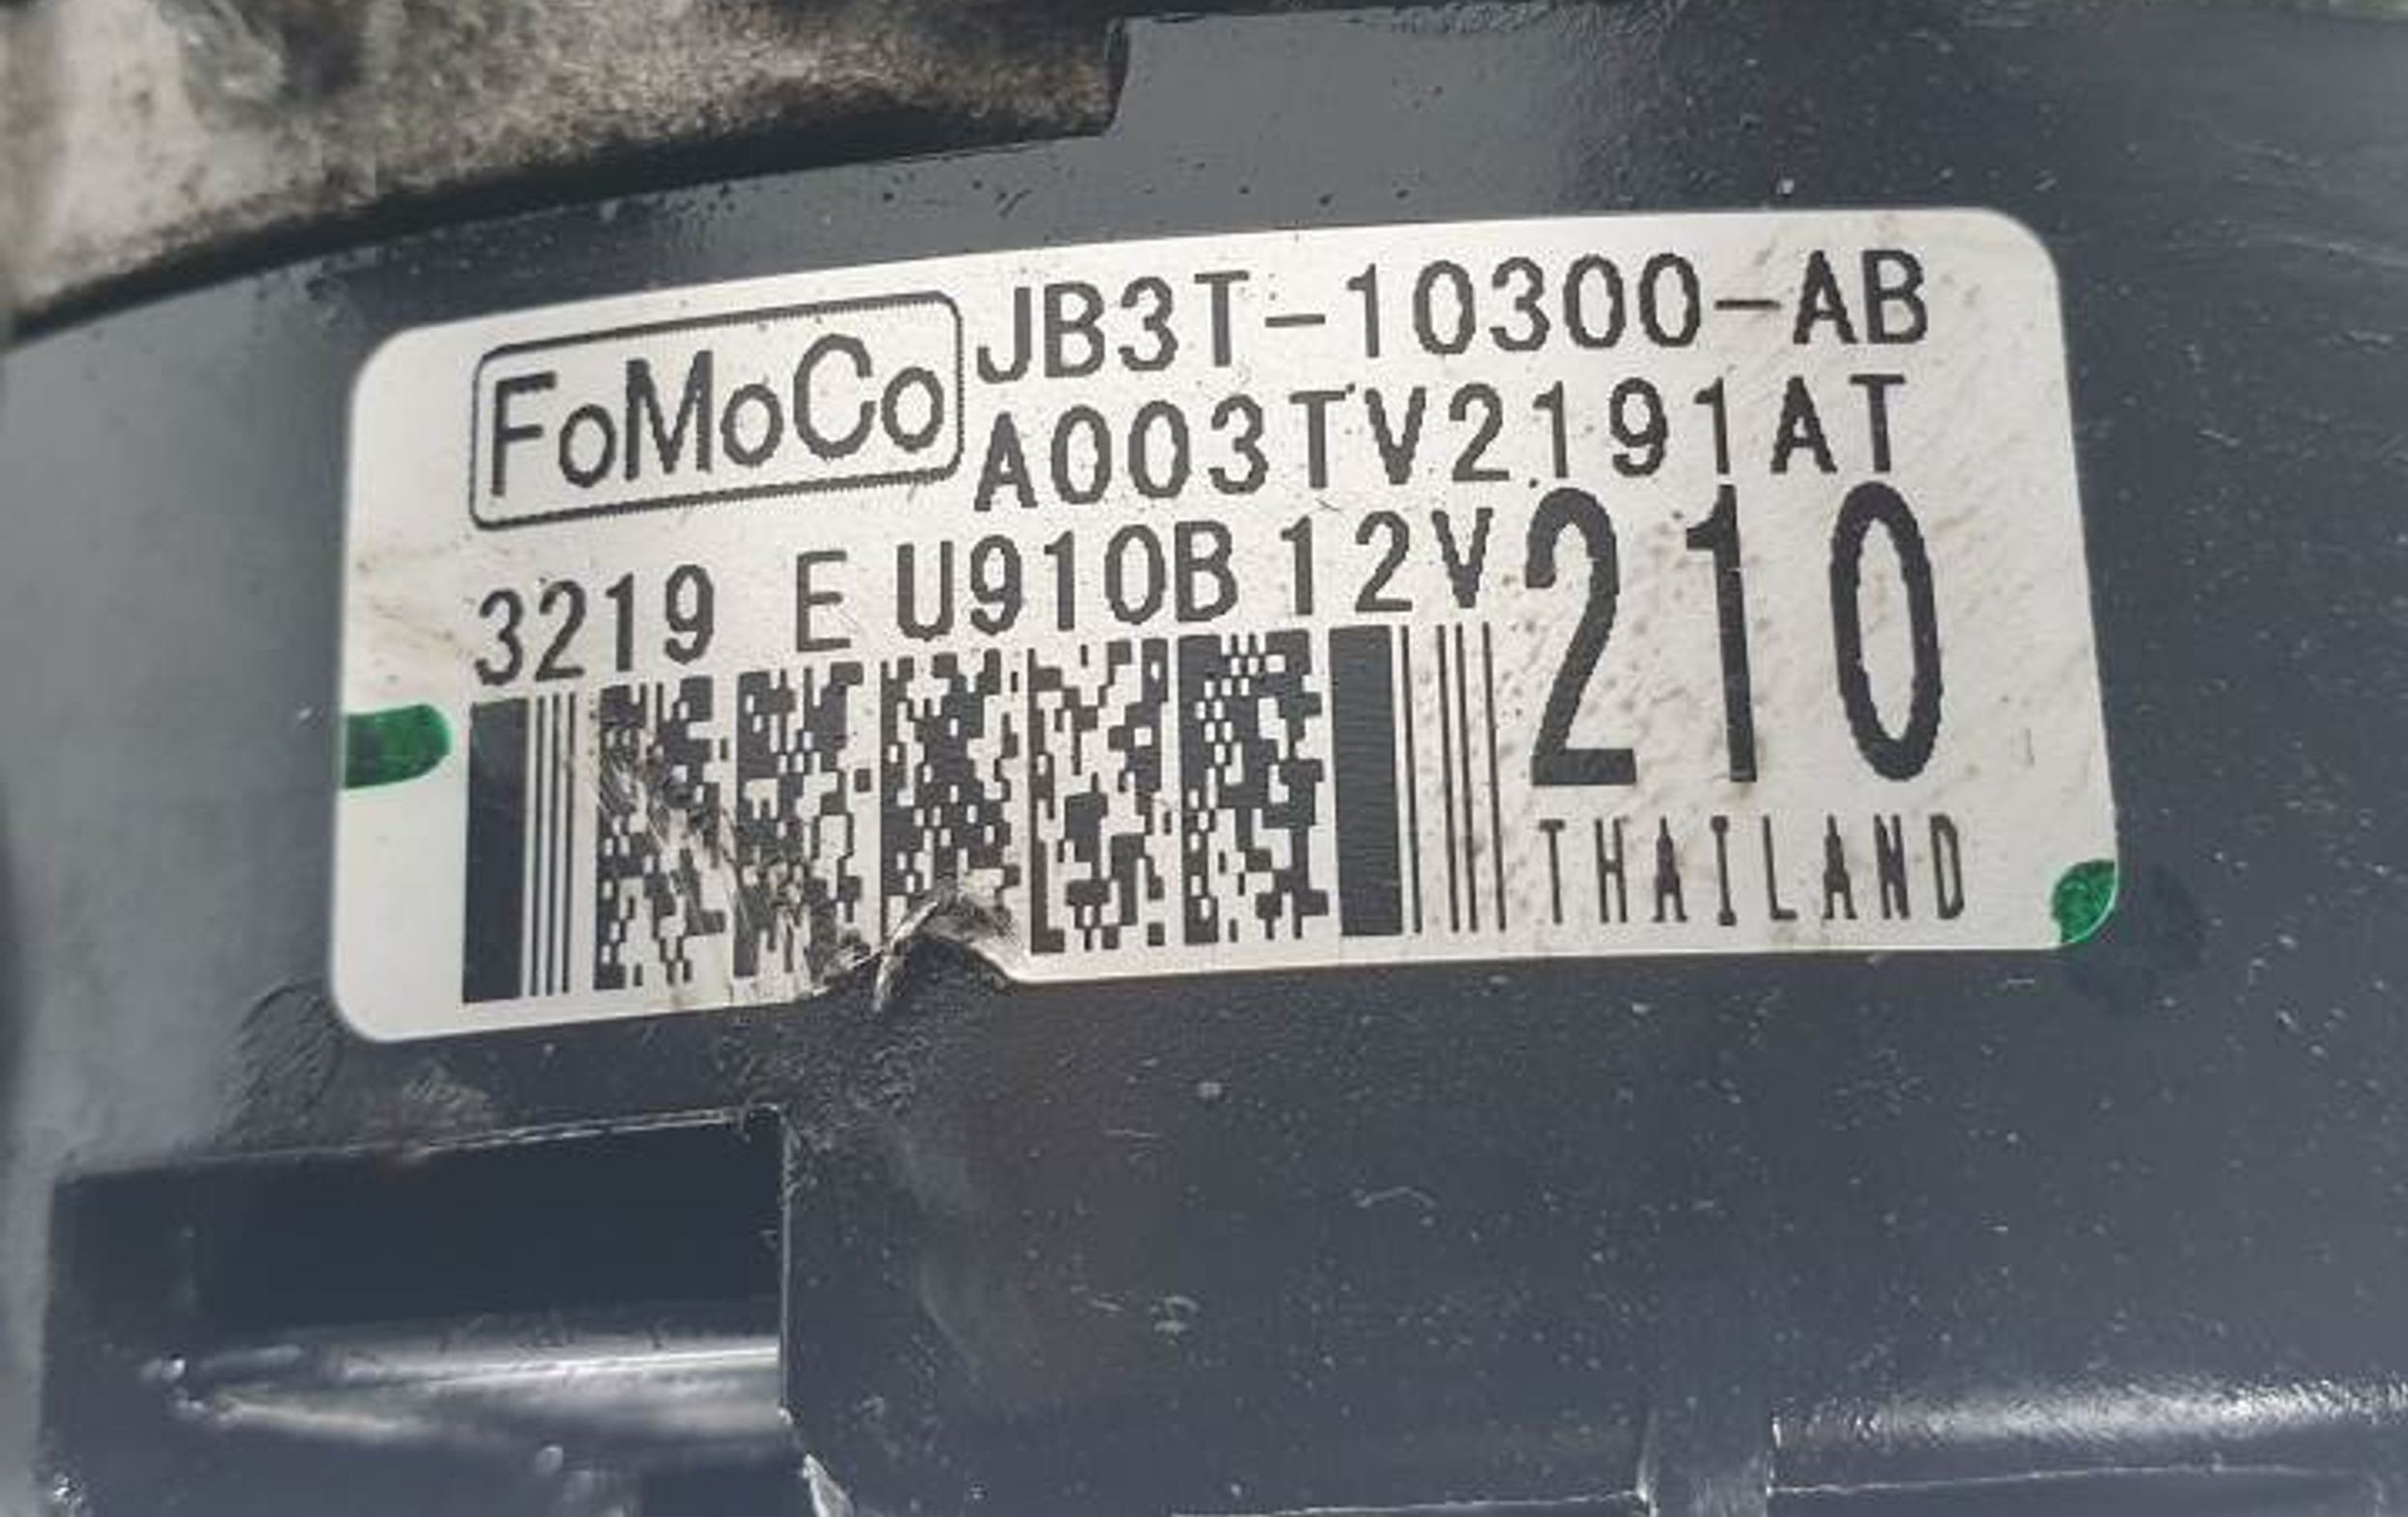 FoMoCo JB3T-10300-AB
A003TV2191AT
3219 E U910B 12V 210
THAILAND